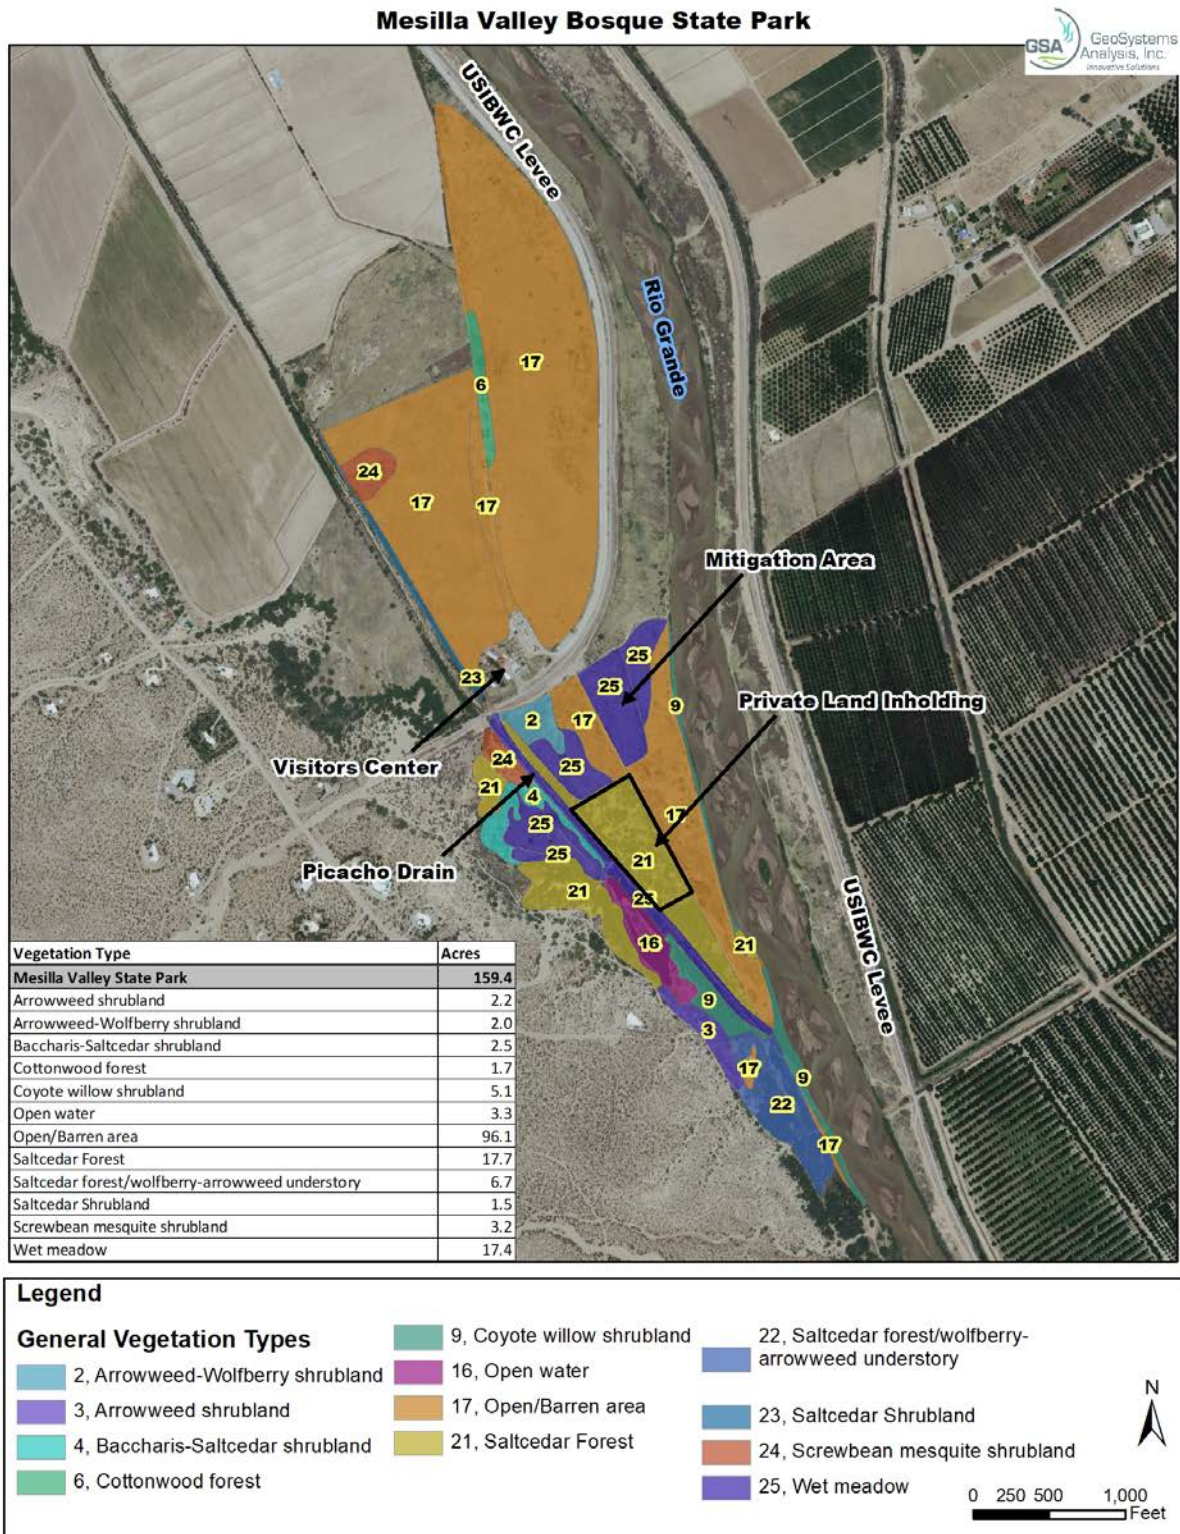 Mesilla Valley Bosque State Park
GSA
GeoSystems
Analysis, Inc.
Innovative Solutions
USIBWC Levee
Rio Grande
17
6
24
17
17
Mitigation Area
25
23
25
Private Land Inholding
9
2
17
24
25
Visitors Center
21
4
17
25
25
21
Picacho Drain
21
25
USIBWC Levee
16
21
9
3
17
9
22
17
Vegetation Type Acres
Mesilla Valley State Park 159.4
Arrowweed shrubland 2.2
Arrowweed-Wolfberry shrubland 2.0
Baccharis-Saltcedar shrubland 2.5
Cottonwood forest 1.7
Coyote willow shrubland 5.1
Open water 3.3
Open/Barren area 96.1
Saltcedar Forest 17.7
Saltcedar forest/wolfberry-arrowweed understory 6.7
Saltcedar Shrubland 1.5
Screwbean mesquite shrubland 3.2
Wet meadow 17.4
Legend
General Vegetation Types
2, Arrowweed-Wolfberry shrubland
3, Arrowweed shrubland
4, Baccharis-Saltcedar shrubland
6, Cottonwood forest
9, Coyote willow shrubland
16, Open water
17, Open/Barren area
21, Saltcedar Forest
22, Saltcedar forest/wolfberry-
arrowweed understory
23, Saltcedar Shrubland
24, Screwbean mesquite shrubland
25, Wet meadow
N
0 250 500 1,000
Feet